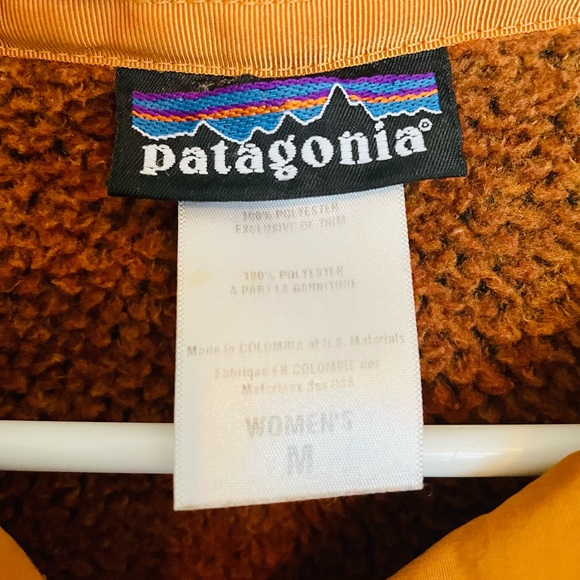 patagonia®
100% POLYESTER
EXCLUSIVE OF TRIM
100% POLYESTER
A PART LA GARNITURE
Made in COLOMBIA of U.S. Materials
Fabriqué EN COLOMBIE des
Materiaux des USA
WOMEN'S
M